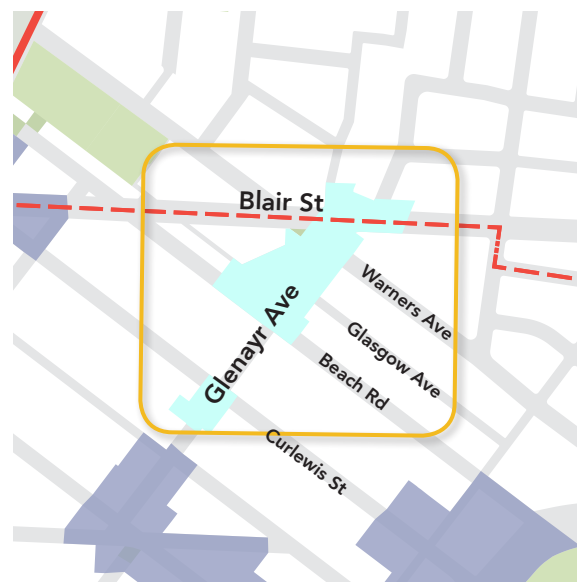 Blair St
Warners Ave
Glenayr Ave
Glasgow Ave
Beach Rd
Curlewis St